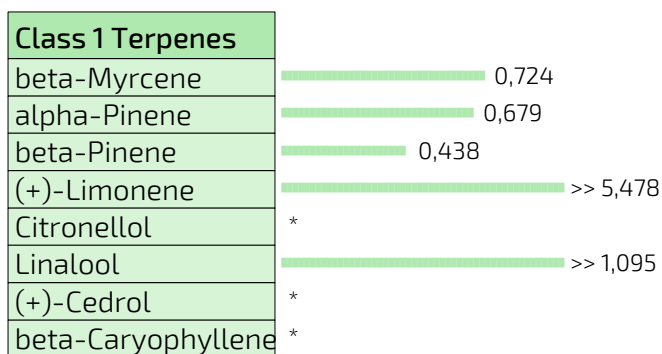 Class 1 Terpenes
beta-Myrcene 0,724
alpha-Pinene 0,679
beta-Pinene 0,438
(+)-Limonene >> 5,478
Citronellol *
Linalool >> 1,095
(+)-Cedrol *
beta-Caryophyllene *